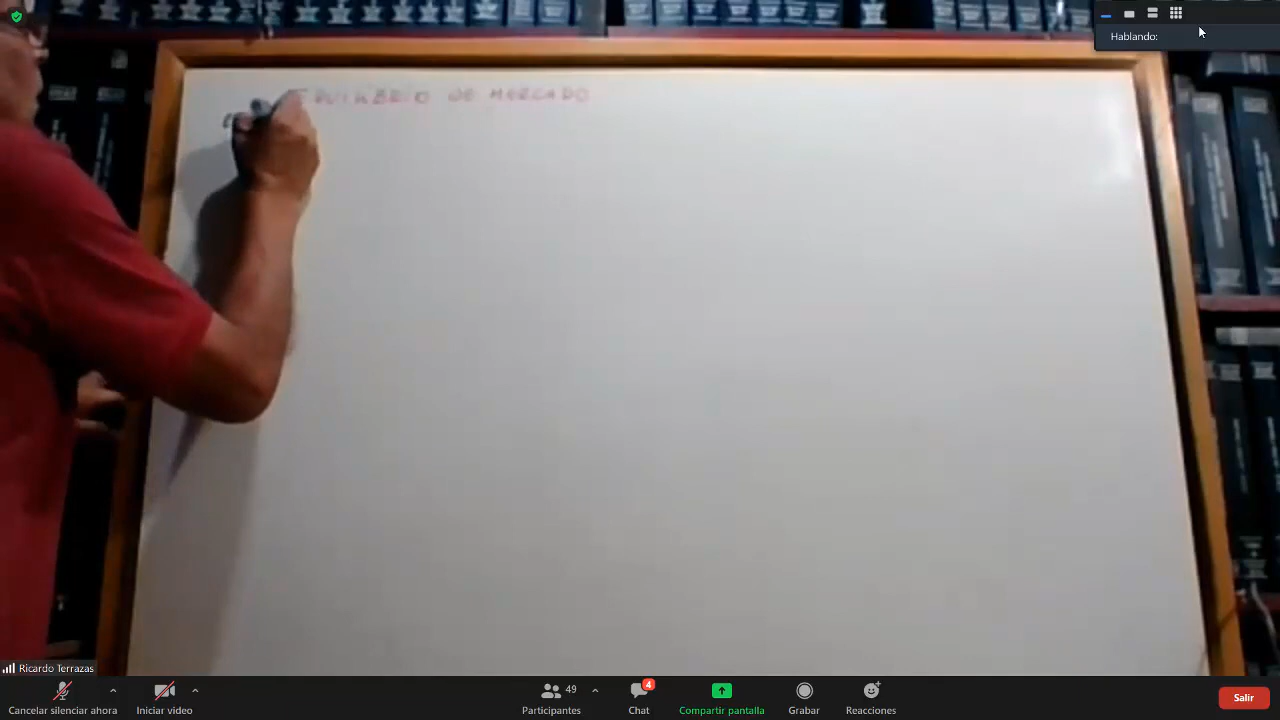 Hablando:
EQUILIBRIO DE MERCADO
Ricardo Terrazas
49
4
Cancelar silenciar ahora
Iniciar video
Participantes
Chat
Compartir pantalla
Grabar
Reacciones
Salir